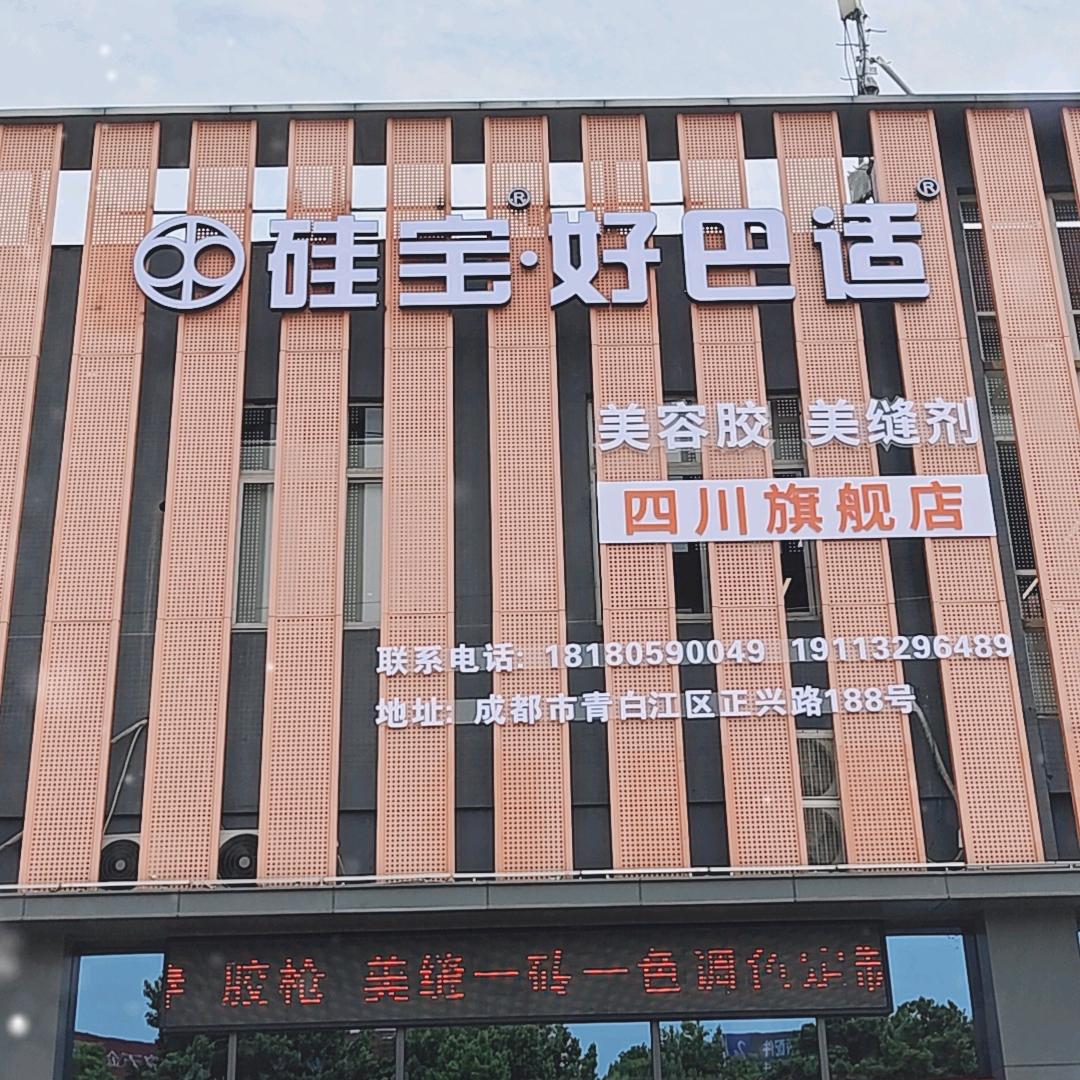 硅宝®·好巴适®
美容胶 美缝剂
四川旗舰店
联系电话: 18180590049 19113296489
地址: 成都市青白江区正兴路188号
胶枪 美缝一砖一色调色定制